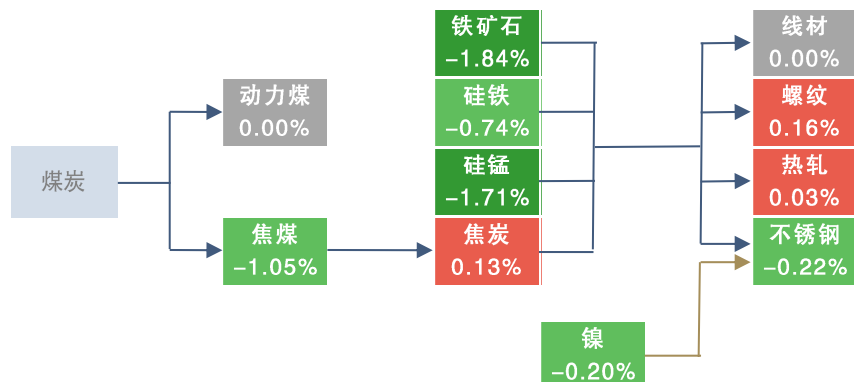 铁矿石
-1.84%
线材
0.00%
动力煤
0.00%
硅铁
-0.74%
螺纹
0.16%
煤炭
硅锰
-1.71%
热轧
0.03%
焦煤
-1.05%
焦炭
0.13%
不锈钢
-0.22%
镍
-0.20%